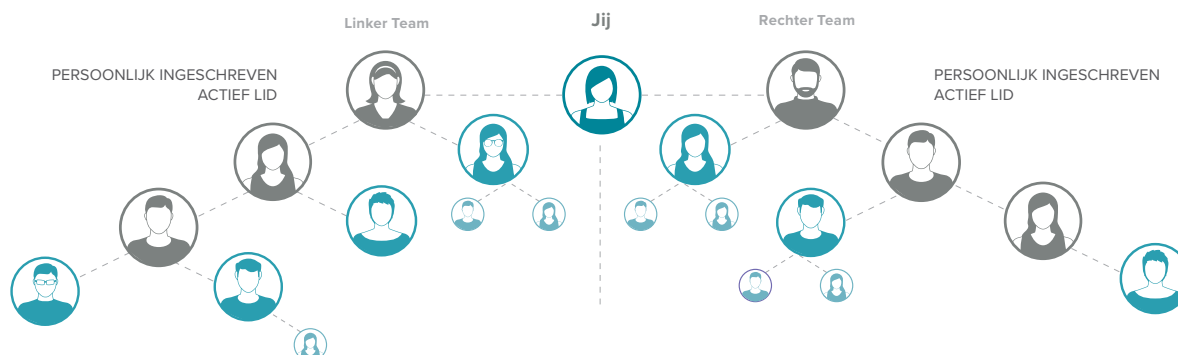 Linker Team
Jij
Rechter Team
PERSOONLIJK INGESCHREVEN
ACTIEF LID
PERSOONLIJK INGESCHREVEN
ACTIEF LID